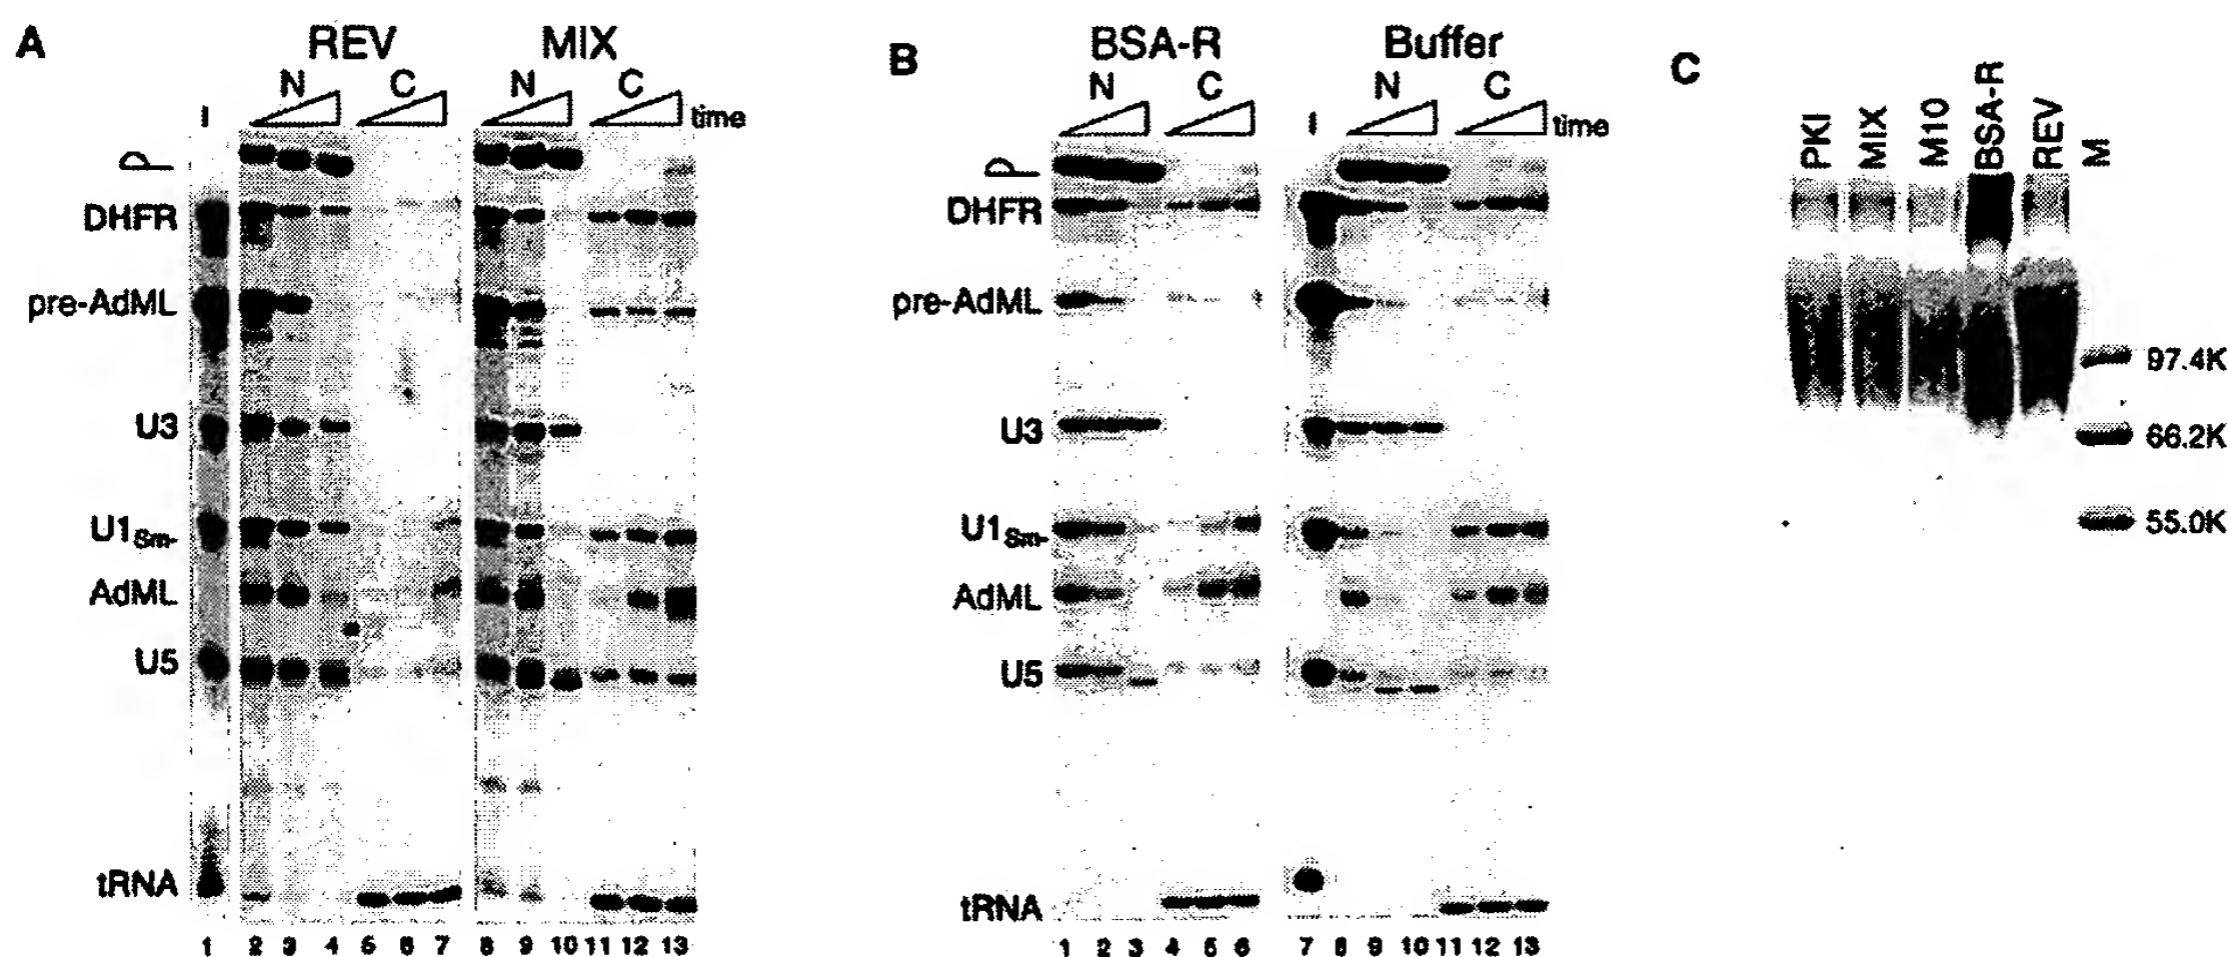 A
REV
MIX
I
N
C
N
C
time
DHFR
pre-AdML
U3
U1Sm-
AdML
U5
tRNA
1 2 3 4 5 6 7 8 9 10 11 12 13
B
BSA-R
Buffer
N
C
I
N
C
time
DHFR
pre-AdML
U3
U1Sm-
AdML
U5
tRNA
1 2 3 4 5 6 7 8 9 10 11 12 13
C
PKI
MIX
M10
BSA-R
REV
M
97.4K
66.2K
55.0K